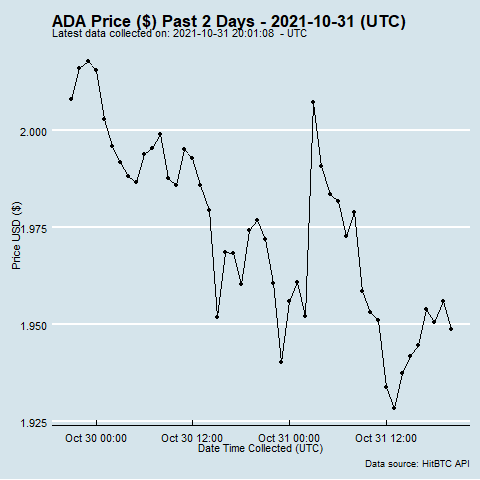 ADA Price ($) Past 2 Days - 2021-10-31 (UTC)
Latest data collected on: 2021-10-31 20:01:08 - UTC
Price USD ($)
2.000
1.975
1.950
1.925
Oct 30 00:00 Oct 30 12:00 Oct 31 00:00 Oct 31 12:00
Date Time Collected (UTC)
Data source: HitBTC API